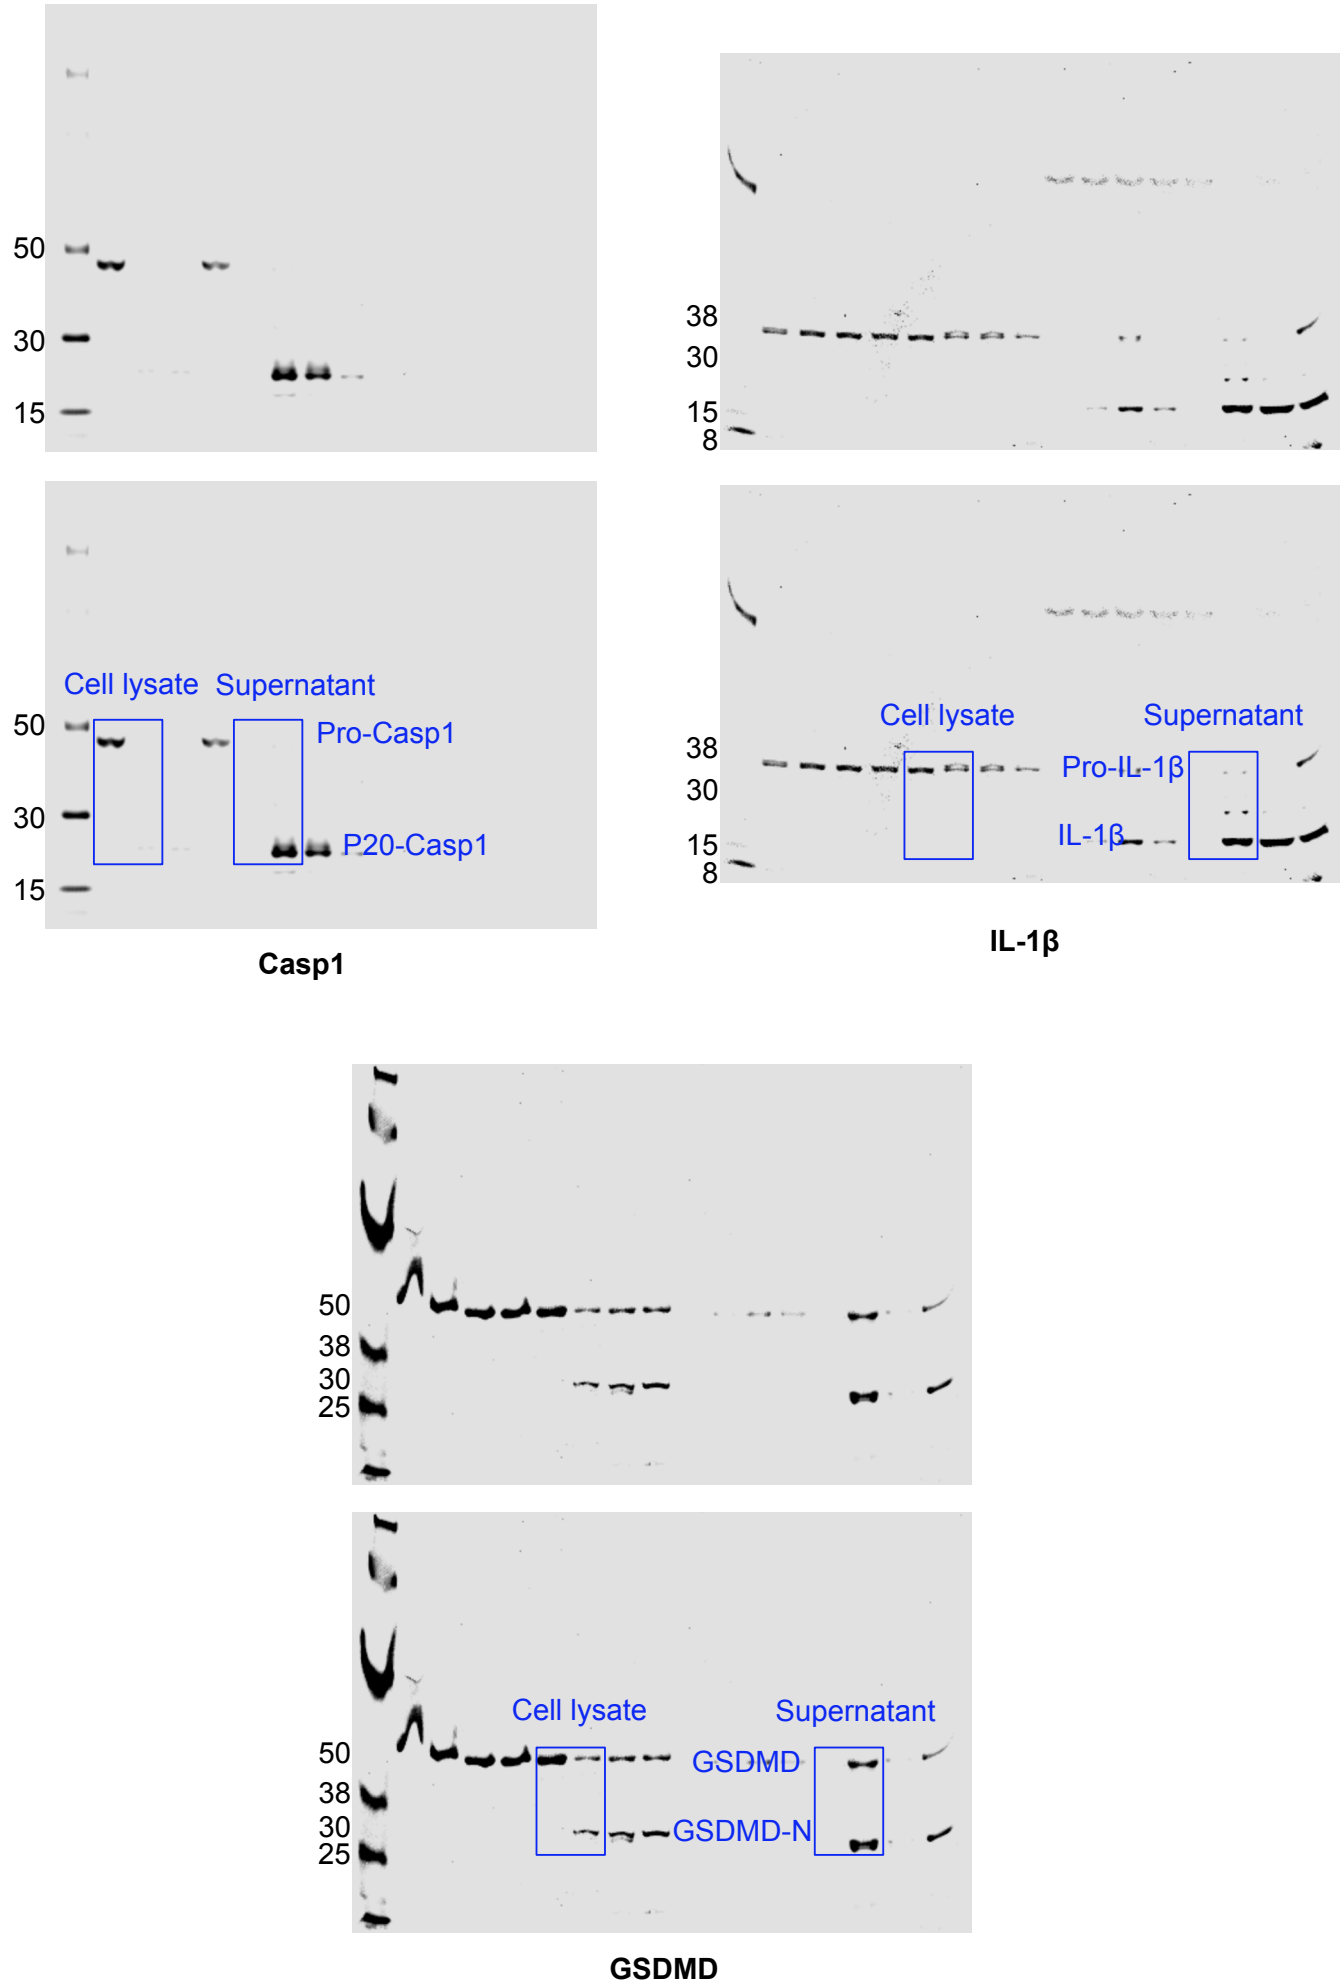 50
30
15
38
30
15
8
Cell lysate Supernatant
50
Pro-Casp1
30
P20-Casp1
15
Casp1
Cell lysate Supernatant
38
Pro-IL-1β
30
15
IL-1β
8
IL-1β
50
38
30
25
Cell lysate Supernatant
50
GSDMD
38
30
GSDMD-N
25
GSDMD